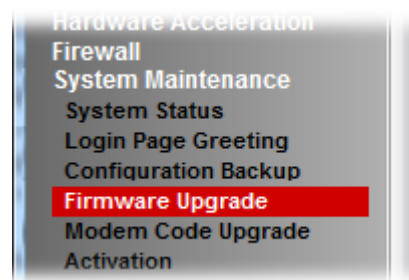 Hardware Acceleration
Firewall
System Maintenance
System Status
Login Page Greeting
Configuration Backup
Firmware Upgrade
Modem Code Upgrade
Activation